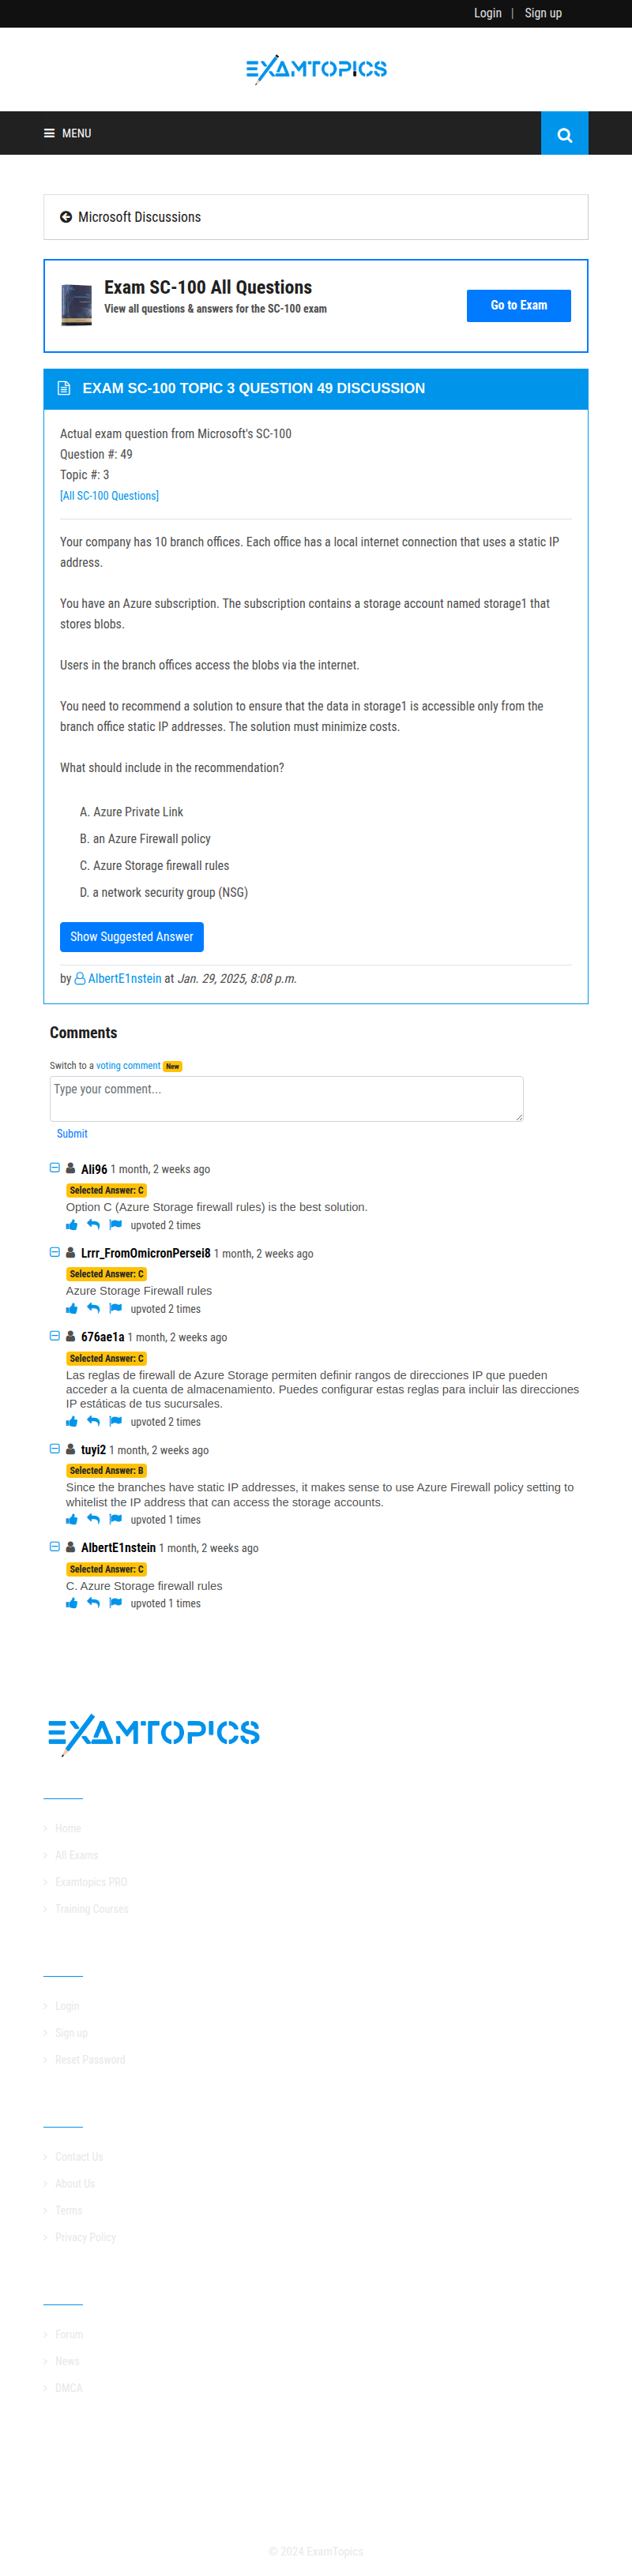 Login | Sign up
EXAMTOPICS
MENU
Microsoft Discussions
Exam SC-100 All Questions
View all questions & answers for the SC-100 exam
Go to Exam
EXAM SC-100 TOPIC 3 QUESTION 49 DISCUSSION
Actual exam question from Microsoft's SC-100
Question #: 49
Topic #: 3
[All SC-100 Questions]
Your company has 10 branch offices. Each office has a local internet connection that uses a static IP
address.
You have an Azure subscription. The subscription contains a storage account named storage1 that
stores blobs.
Users in the branch offices access the blobs via the internet.
You need to recommend a solution to ensure that the data in storage1 is accessible only from the
branch office static IP addresses. The solution must minimize costs.
What should include in the recommendation?
A. Azure Private Link
B. an Azure Firewall policy
C. Azure Storage firewall rules
D. a network security group (NSG)
Show Suggested Answer
by AlbertE1nstein at Jan. 29, 2025, 8:08 p.m.
Comments
Switch to a voting comment New
Type your comment...
Submit
Ali96 1 month, 2 weeks ago
Selected Answer: C
Option C (Azure Storage firewall rules) is the best solution.
upvoted 2 times
Lrrr_FromOmicronPersei8 1 month, 2 weeks ago
Selected Answer: C
Azure Storage Firewall rules
upvoted 2 times
676ae1a 1 month, 2 weeks ago
Selected Answer: C
Las reglas de firewall de Azure Storage permiten definir rangos de direcciones IP que pueden
acceder a la cuenta de almacenamiento. Puedes configurar estas reglas para incluir las direcciones
IP estáticas de tus sucursales.
upvoted 2 times
tuyi2 1 month, 2 weeks ago
Selected Answer: B
Since the branches have static IP addresses, it makes sense to use Azure Firewall policy setting to
whitelist the IP address that can access the storage accounts.
upvoted 1 times
AlbertE1nstein 1 month, 2 weeks ago
Selected Answer: C
C. Azure Storage firewall rules
upvoted 1 times
EXAMTOPICS
Home
All Exams
Examtopics PRO
Training Courses
Login
Sign up
Reset Password
Contact Us
About Us
Terms
Privacy Policy
Forum
News
DMCA
© 2024 ExamTopics